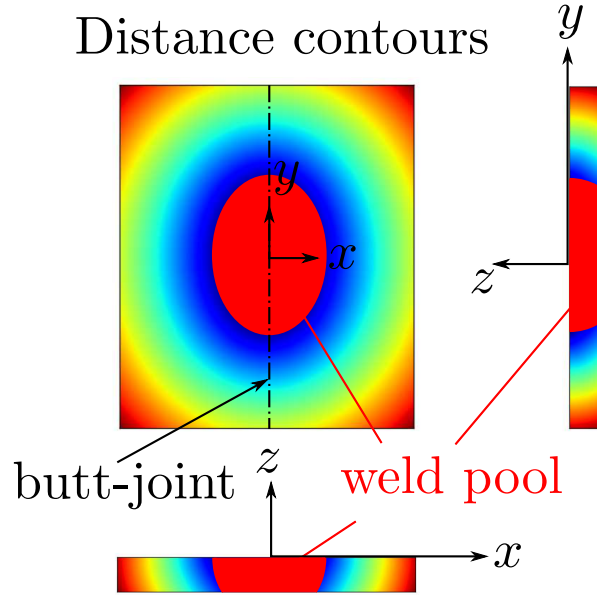 Distance contours
y
y
x
z
z
butt-joint
weld pool
x